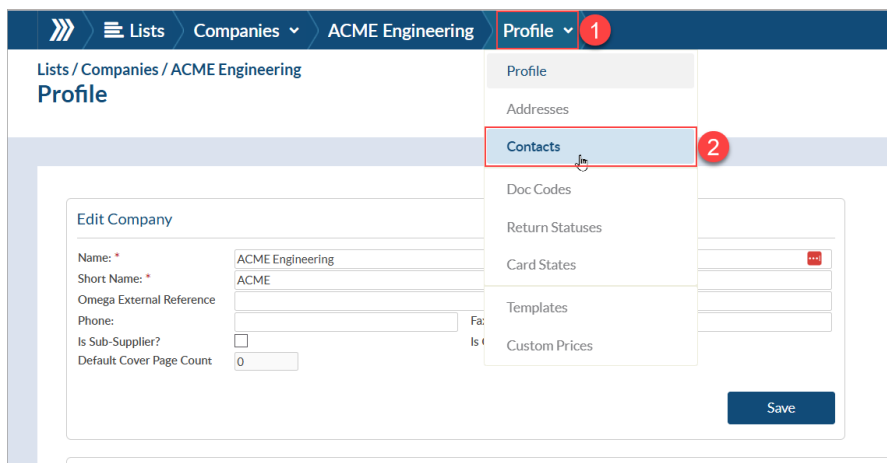 Lists Companies ACME Engineering Profile 1
Lists / Companies / ACME Engineering
Profile
Profile
Addresses
Contacts 2
Doc Codes
Return Statuses
Card States
Templates
Custom Prices
Edit Company
Name: * ACME Engineering
Short Name: * ACME
Omega External Reference
Phone:
Is Sub-Supplier? Is
Default Cover Page Count 0
Save